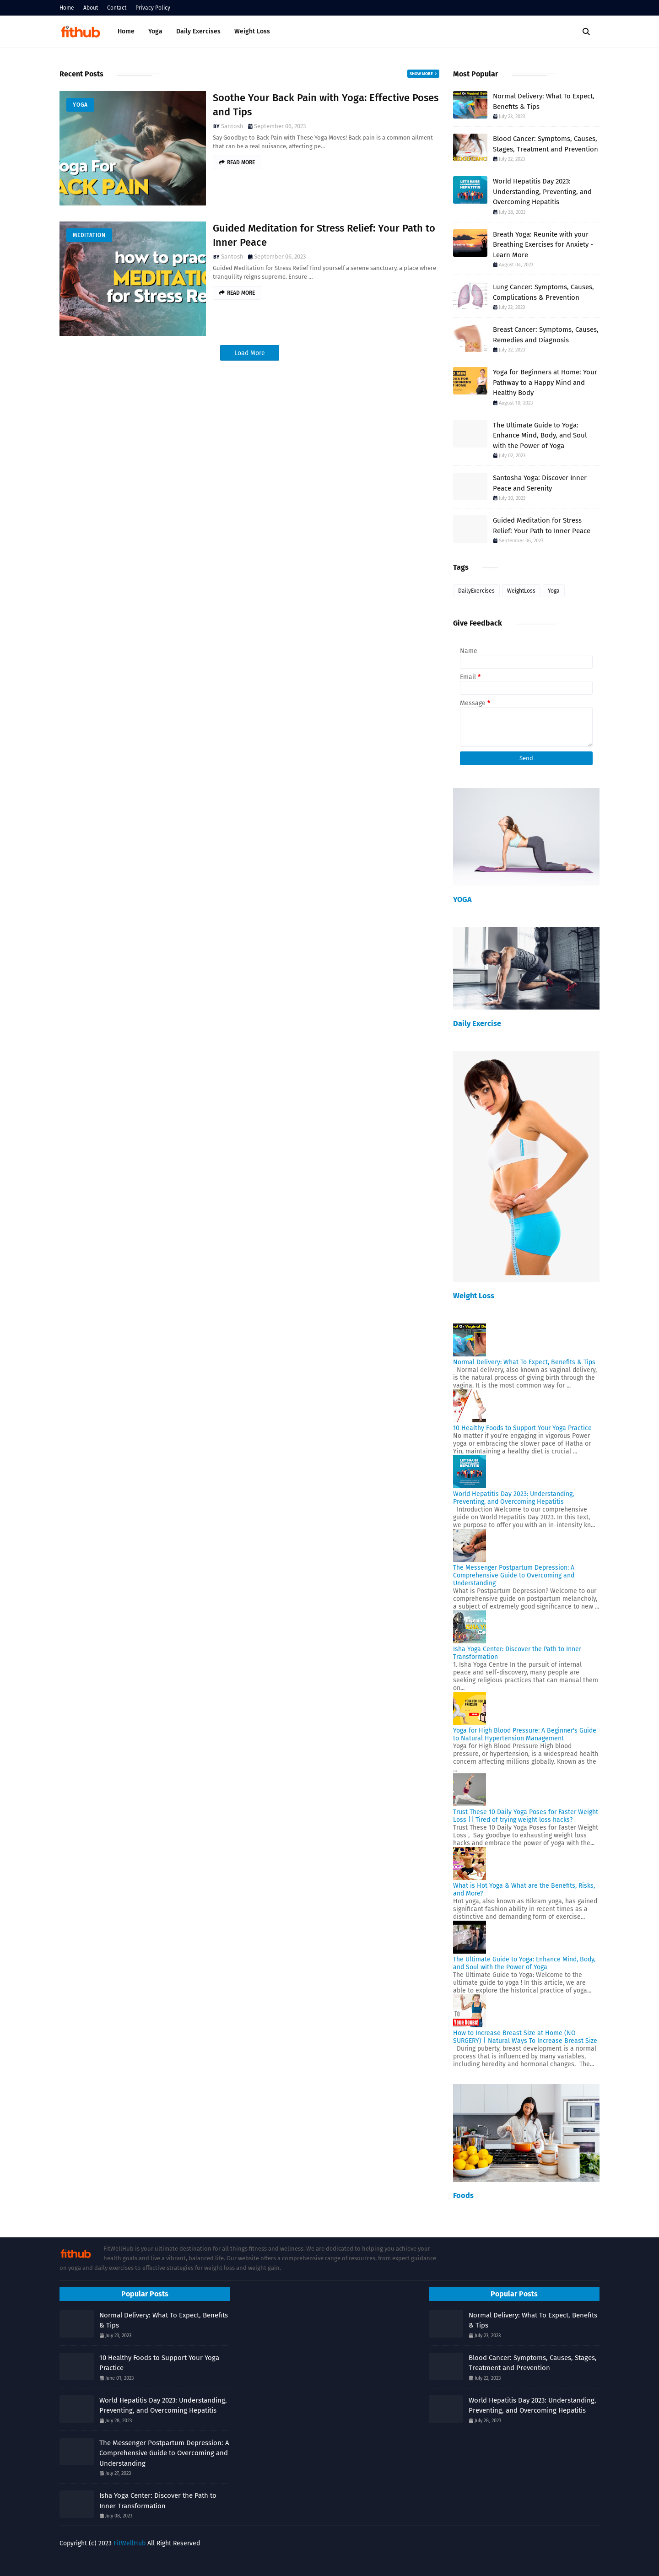 Home About Contact Privacy Policy
fithub
Home Yoga Daily Exercises Weight Loss
Recent Posts
SHOW MORE
YOGA
Yoga For
BACK PAIN
Soothe Your Back Pain with Yoga: Effective Poses
and Tips
BY Santosh September 06, 2023
Say Goodbye to Back Pain with These Yoga Moves! Back pain is a common ailment
that can be a real nuisance, affecting pe...
READ MORE
MEDITATION
how to prac
MEDITATIO
for Stress Re
Guided Meditation for Stress Relief: Your Path to
Inner Peace
BY Santosh September 06, 2023
Guided Meditation for Stress Relief Find yourself a serene sanctuary, a place where
tranquility reigns supreme. Ensure ...
READ MORE
Load More
Most Popular
Normal Delivery: What To Expect,
Benefits & Tips
July 23, 2023
Blood Cancer: Symptoms, Causes,
Stages, Treatment and Prevention
July 22, 2023
World Hepatitis Day 2023:
Understanding, Preventing, and
Overcoming Hepatitis
July 28, 2023
Breath Yoga: Reunite with your
Breathing Exercises for Anxiety -
Learn More
August 04, 2023
Lung Cancer: Symptoms, Causes,
Complications & Prevention
July 22, 2023
Breast Cancer: Symptoms, Causes,
Remedies and Diagnosis
July 22, 2023
Yoga for Beginners at Home: Your
Pathway to a Happy Mind and
Healthy Body
August 10, 2023
The Ultimate Guide to Yoga:
Enhance Mind, Body, and Soul
with the Power of Yoga
July 02, 2023
Santosha Yoga: Discover Inner
Peace and Serenity
July 30, 2023
Guided Meditation for Stress
Relief: Your Path to Inner Peace
September 06, 2023
Tags
DailyExercises WeightLoss Yoga
Give Feedback
Name
Email *
Message *
Send
YOGA
Daily Exercise
Weight Loss
Normal Delivery: What To Expect, Benefits & Tips
Normal delivery, also known as vaginal delivery,
is the natural process of giving birth through the
vagina. It is the most common way for ...
10 Healthy Foods to Support Your Yoga Practice
No matter if you're engaging in vigorous Power
yoga or embracing the slower pace of Hatha or
Yin, maintaining a healthy diet is crucial ...
World Hepatitis Day 2023: Understanding,
Preventing, and Overcoming Hepatitis
Introduction Welcome to our comprehensive
guide on World Hepatitis Day 2023. In this text,
we purpose to offer you with an in-intensity kn...
The Messenger Postpartum Depression: A
Comprehensive Guide to Overcoming and
Understanding
What is Postpartum Depression? Welcome to our
comprehensive guide on postpartum melancholy,
a subject of extremely good significance to new ...
Isha Yoga Center: Discover the Path to Inner
Transformation
1. Isha Yoga Centre In the pursuit of internal
peace and self-discovery, many people are
seeking religious practices that can manual them
on...
Yoga for High Blood Pressure: A Beginner's Guide
to Natural Hypertension Management
Yoga for High Blood Pressure High blood
pressure, or hypertension, is a widespread health
concern affecting millions globally. Known as the
...
Trust These 10 Daily Yoga Poses for Faster Weight
Loss || Tired of trying weight loss hacks?
Trust These 10 Daily Yoga Poses for Faster Weight
Loss , Say goodbye to exhausting weight loss
hacks and embrace the power of yoga with the...
What is Hot Yoga & What are the Benefits, Risks,
and More?
Hot yoga, also known as Bikram yoga, has gained
significant fashion ability in recent times as a
distinctive and demanding form of exercise...
The Ultimate Guide to Yoga: Enhance Mind, Body,
and Soul with the Power of Yoga
The Ultimate Guide to Yoga: Welcome to the
ultimate guide to yoga ! In this article, we are
able to explore the historical practice of yoga...
How to Increase Breast Size at Home (NO
SURGERY) | Natural Ways To Increase Breast Size
During puberty, breast development is a normal
process that is influenced by many variables,
including heredity and hormonal changes. The...
Foods
fithub
FitWellHub is your ultimate destination for all things fitness and wellness. We are dedicated to helping you achieve your
health goals and live a vibrant, balanced life. Our website offers a comprehensive range of resources, from expert guidance
on yoga and daily exercises to effective strategies for weight loss and weight gain.
Popular Posts
Normal Delivery: What To Expect, Benefits
& Tips
July 23, 2023
10 Healthy Foods to Support Your Yoga
Practice
June 01, 2023
World Hepatitis Day 2023: Understanding,
Preventing, and Overcoming Hepatitis
July 28, 2023
The Messenger Postpartum Depression: A
Comprehensive Guide to Overcoming and
Understanding
July 27, 2023
Isha Yoga Center: Discover the Path to
Inner Transformation
July 08, 2023
Popular Posts
Normal Delivery: What To Expect, Benefits
& Tips
July 23, 2023
Blood Cancer: Symptoms, Causes, Stages,
Treatment and Prevention
July 22, 2023
World Hepatitis Day 2023: Understanding,
Preventing, and Overcoming Hepatitis
July 28, 2023
Copyright (c) 2023 FitWellHub All Right Reserved